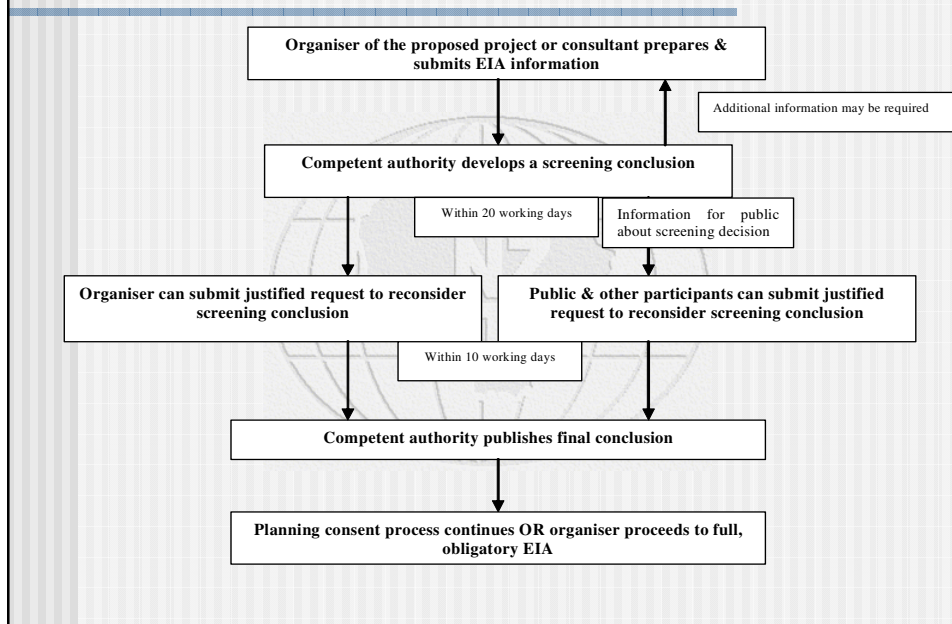 Organiser of the proposed project or consultant prepares &
submits EIA information
Additional information may be required
Competent authority develops a screening conclusion
Within 20 working days
Information for public
about screening decision
Organiser can submit justified request to reconsider
screening conclusion
Public & other participants can submit justified
request to reconsider screening conclusion
Within 10 working days
Competent authority publishes final conclusion
Planning consent process continues OR organiser proceeds to full,
obligatory EIA